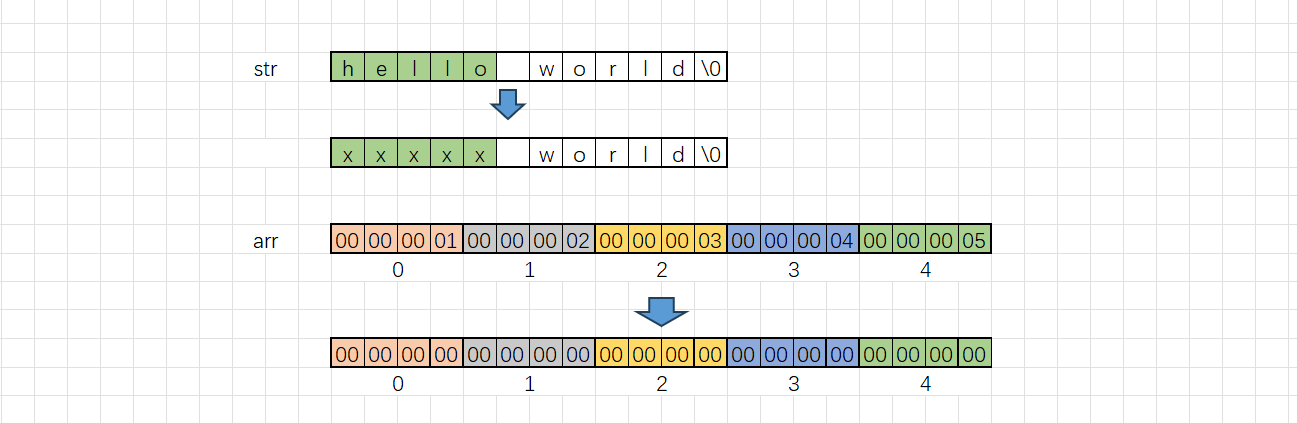 str h e l l o w o r l d \0
x x x x x w o r l d \0
arr 00 00 00 01 00 00 00 02 00 00 00 03 00 00 00 04 00 00 00 05
0 1 2 3 4
00 00 00 00 00 00 00 00 00 00 00 00 00 00 00 00 00 00 00 00
0 1 2 3 4